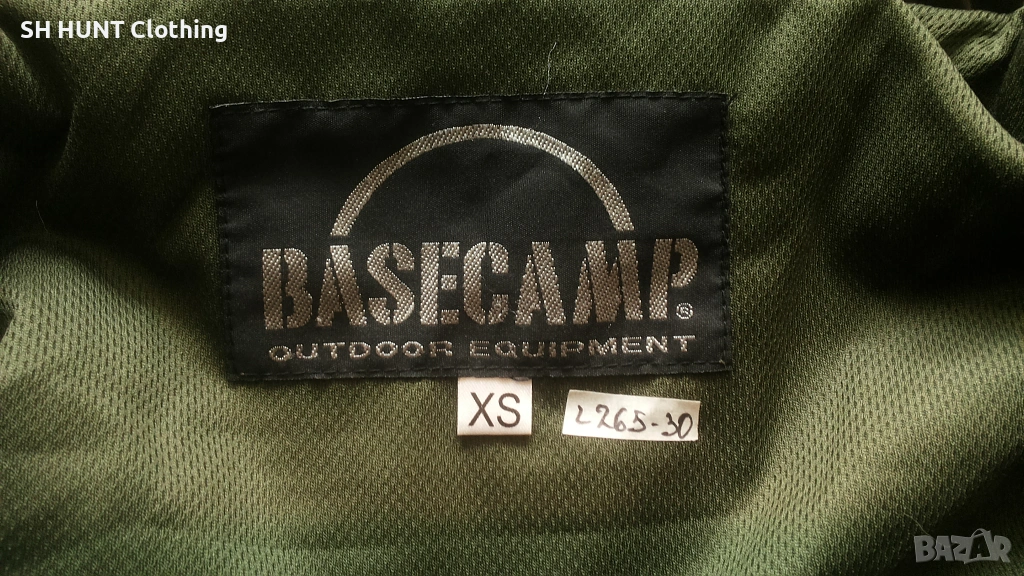 SH HUNT Clothing
BASECAMP®
OUTDOOR EQUIPMENT
XS
L265-30
BAZAR